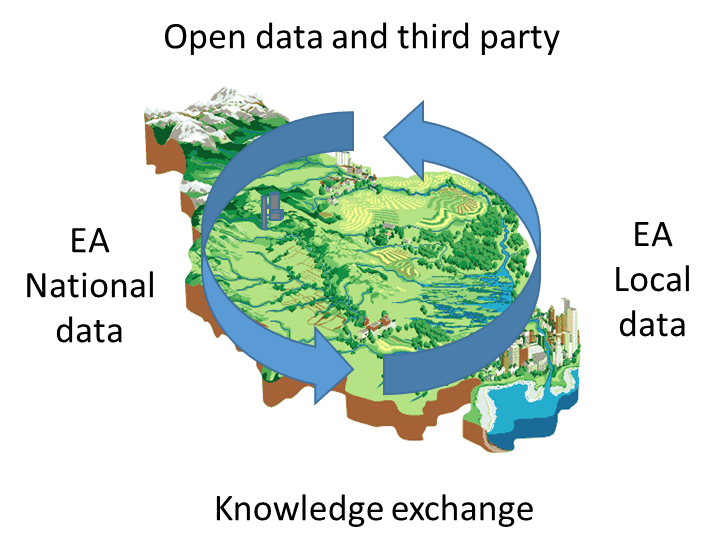 Open data and third party
EA
National
data
EA
Local
data
Knowledge exchange